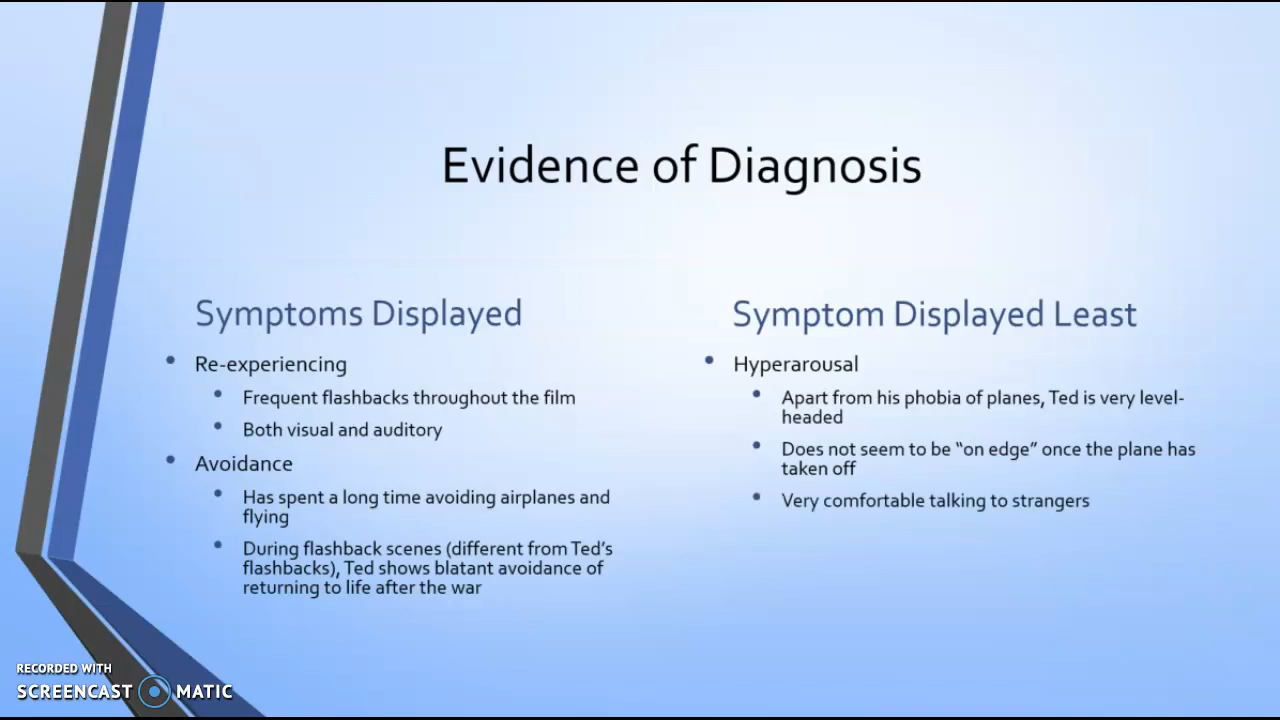 Evidence of Diagnosis
Symptoms Displayed
• Re-experiencing
• Frequent flashbacks throughout the film
• Both visual and auditory
• Avoidance
• Has spent a long time avoiding airplanes and
flying
• During flashback scenes (different from Ted's
flashbacks), Ted shows blatant avoidance of
returning to life after the war
Symptom Displayed Least
• Hyperarousal
• Apart from his phobia of planes, Ted is very level-
headed
• Does not seem to be “on edge” once the plane has
taken off
• Very comfortable talking to strangers
RECORDED WITH
SCREENCAST MATIC